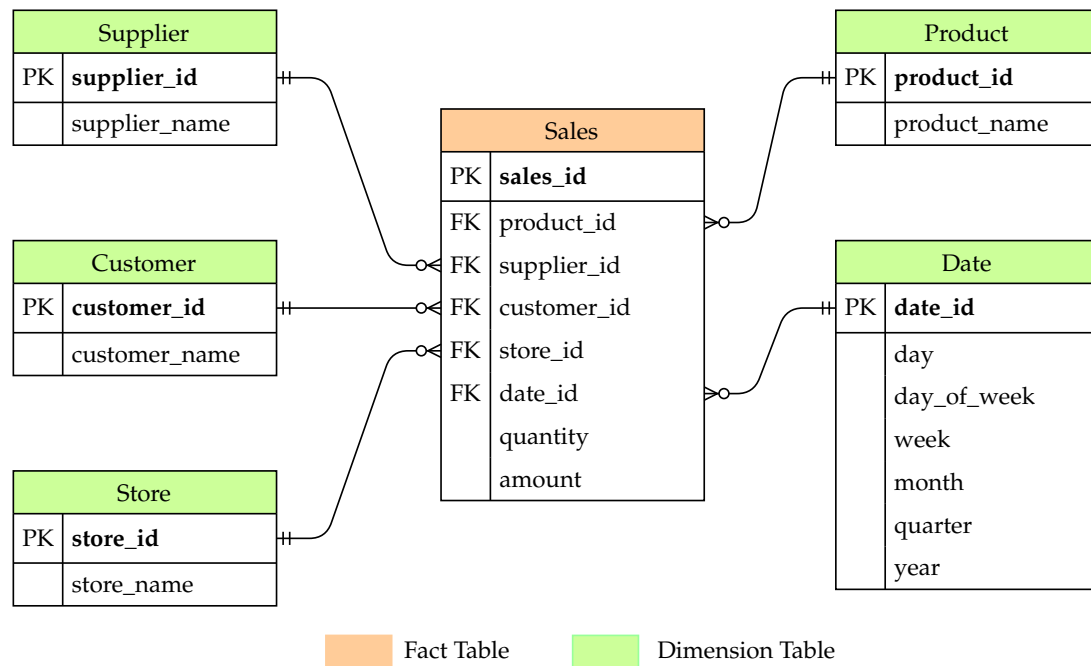 Supplier
PK supplier_id
supplier_name
Customer
PK customer_id
customer_name
Store
PK store_id
store_name
Sales
PK sales_id
FK product_id
FK supplier_id
FK customer_id
FK store_id
FK date_id
quantity
amount
Product
PK product_id
product_name
Date
PK date_id
day
day_of_week
week
month
quarter
year
Fact Table
Dimension Table